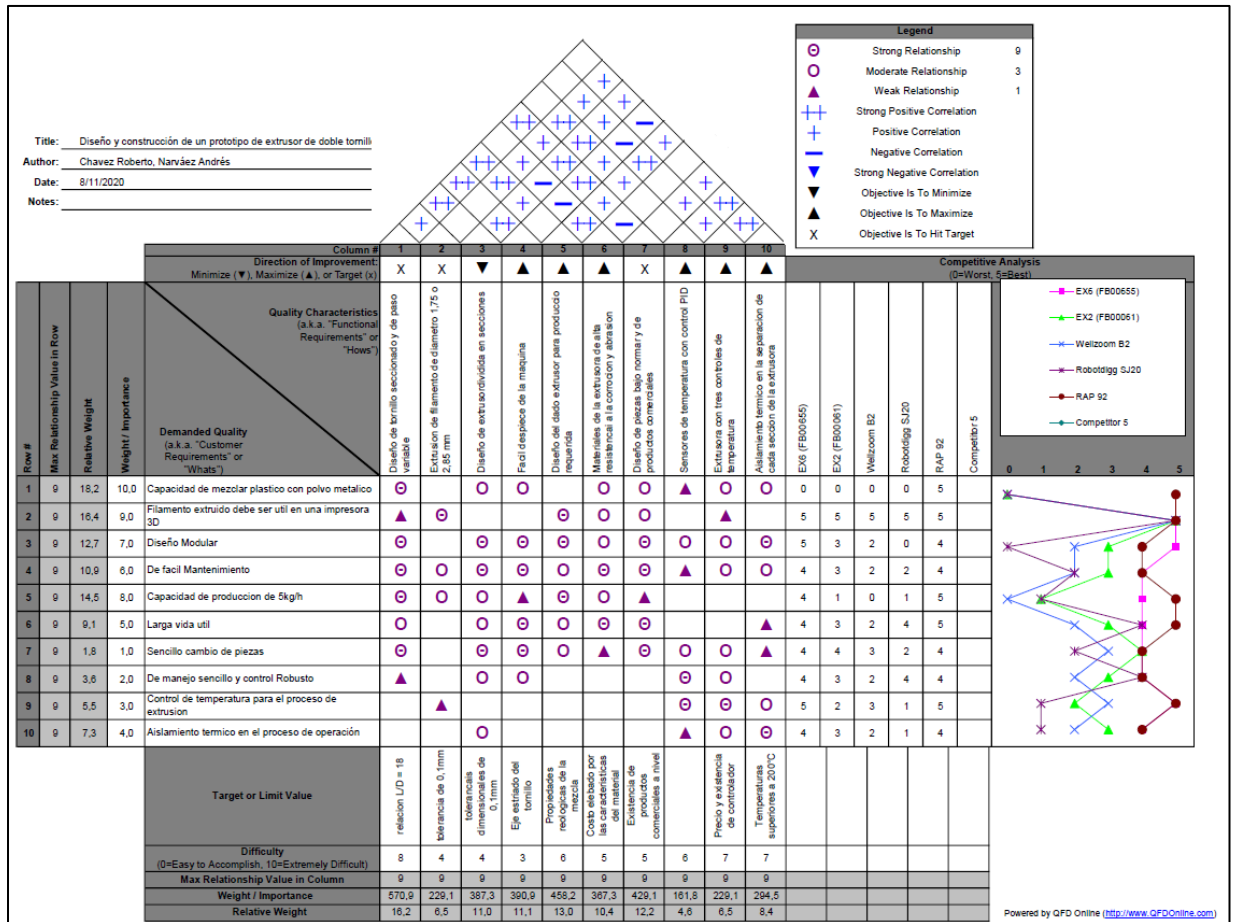 Legend
Θ Strong Relationship 9
Ο Moderate Relationship 3
▲ Weak Relationship 1
++ Strong Positive Correlation
+ Positive Correlation
— Negative Correlation
▼ Strong Negative Correlation
▼ Objective Is To Minimize
▲ Objective Is To Maximize
X Objective Is To Hit Target
Title: Diseño y construcción de un prototipo de extrusor de doble tornill
Author: Chavez Roberto, Narváez Andrés
Date: 8/11/2020
Notes:
Column # 1 2 3 4 5 6 7 8 9 10
Direction of Improvement:
Minimize (▼), Maximize (▲), or Target (x)
X X ▼ ▲ ▲ ▲ X ▲ ▲ ▲
Competitive Analysis
(0=Worst, 5=Best)
Row #
Max Relationship Value in Row
Relative Weight
Weight / Importance
Quality Characteristics
(a.k.a. "Functional
Requirements" or
"Hows")
Demanded Quality
(a.k.a. "Customer
Requirements" or
"Whats")
Diseño de tornillo seccionado y de paso
variable
Extrusion de filamento de diametro 1,75 o
2,85 mm
Diseño de extrusordividida en secciones
Facil despiece de la maquina
Diseño del dado extrusor para produccio
requerida
Materiales de la extrusora de alta
resistencal a la corrocion y abrasion
Diseño de piezas bajo normar y de
productos comerciales
Sensores de temperatura con control PID
Extrusora con tres controles de
temperatura
Aislamiento termico en la separacion de
cada sección de la extrusora
EX6 (FB00655)
EX2 (FB00061)
Wellzoom B2
Robotdigg SJ20
RAP 92
Competitor 5
EX6 (FB00655)
EX2 (FB00061)
Wellzoom B2
Robotdigg SJ20
RAP 92
Competitor 5
0 1 2 3 4 5
1 9 18,2 10,0 Capacidad de mezclar plastico con polvo metalico Θ Ο Ο Ο Ο ▲ Ο Ο 0 0 0 0 5
2 9 16,4 9,0 Filamento extruido debe ser util en una impresora
3D ▲ Θ Θ Ο Ο ▲ 5 5 5 5 5
3 9 12,7 7,0 Diseño Modular Θ Θ Θ Θ Ο Θ Ο Ο Θ 5 3 2 0 4
4 9 10,9 6,0 De facil Mantenimiento Θ Ο Θ Θ Ο Θ Θ ▲ Ο Ο 4 3 2 2 4
5 9 14,5 8,0 Capacidad de produccion de 5kg/h Θ Ο Ο ▲ Θ Ο ▲ 4 1 0 1 5
6 9 9,1 5,0 Larga vida util Ο Ο Θ Ο Θ Θ ▲ 4 3 2 4 5
7 9 1,8 1,0 Sencillo cambio de piezas Θ Θ Θ Ο ▲ Θ Ο Ο ▲ 4 4 3 2 4
8 9 3,6 2,0 De manejo sencillo y control Robusto ▲ Ο Ο Θ Ο 4 3 2 4 4
9 9 5,5 3,0 Control de temperatura para el proceso de
extrusion ▲ Θ Θ Ο 5 2 3 1 5
10 9 7,3 4,0 Aislamiento termico en el proceso de operación Ο ▲ Ο Θ 4 3 2 1 4
Target or Limit Value
relacion L/D = 18
tolerancia de 0,1mm
tolerancais
dimensionales de
0,1mm
Eje estriado del
tornillo
Propiedades
reologicas de la
mezcla
Costo elebado por
las caracteristicas
del material
Existencia de
productos
comerciales a nivel
Precio y existencia
de controlador
Temperaturas
superiores a 200°C
Difficulty
(0=Easy to Accomplish, 10=Extremely Difficult)
8 4 4 3 6 5 5 6 7 7
Max Relationship Value in Column 9 9 9 9 9 9 9 9 9 9
Weight / Importance 570,9 229,1 387,3 390,9 458,2 367,3 429,1 161,8 229,1 294,5
Relative Weight 16,2 6,5 11,0 11,1 13,0 10,4 12,2 4,6 6,5 8,4
Powered by QFD Online (http://www.QFDOnline.com)